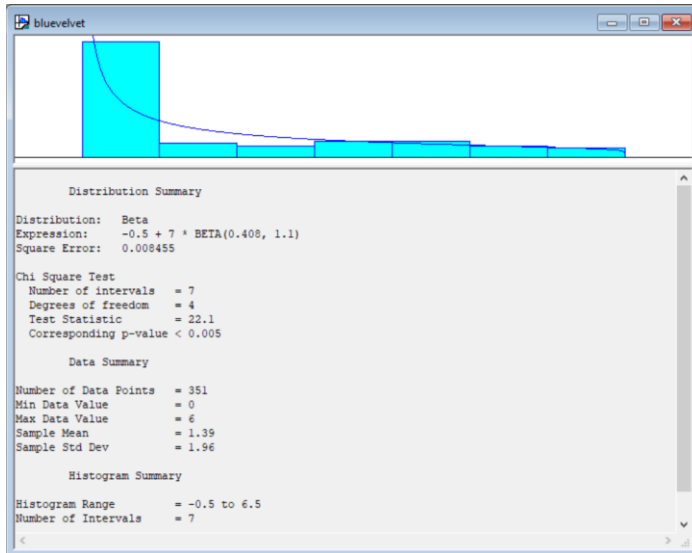 bluevelvet
Distribution Summary
Distribution: Beta
Expression: -0.5 + 7 * BETA(0.408, 1.1)
Square Error: 0.008455
Chi Square Test
Number of intervals = 7
Degrees of freedom = 4
Test Statistic = 22.1
Corresponding p-value < 0.005
Data Summary
Number of Data Points = 351
Min Data Value = 0
Max Data Value = 6
Sample Mean = 1.39
Sample Std Dev = 1.96
Histogram Summary
Histogram Range = -0.5 to 6.5
Number of Intervals = 7